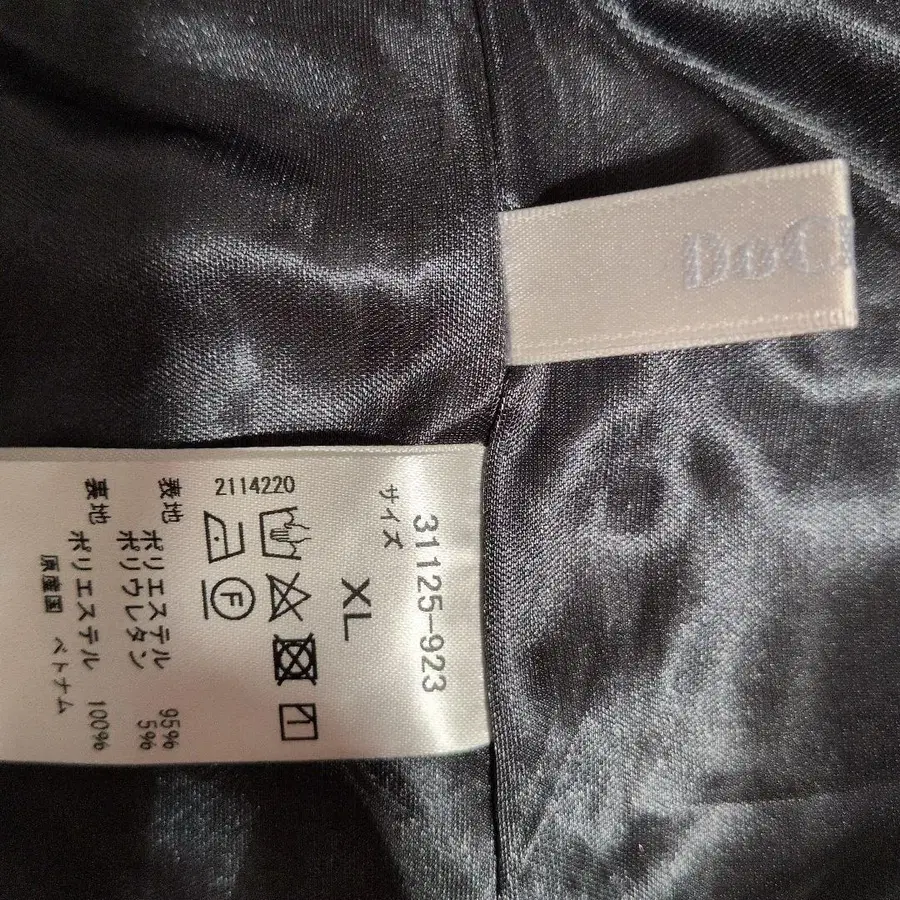 31125-923
サイズ
XL
2114220
F
表地 ポリエステル 95%
ポリウレタン 5%
裏地 ポリエステル 100%
原産国 ベトナム